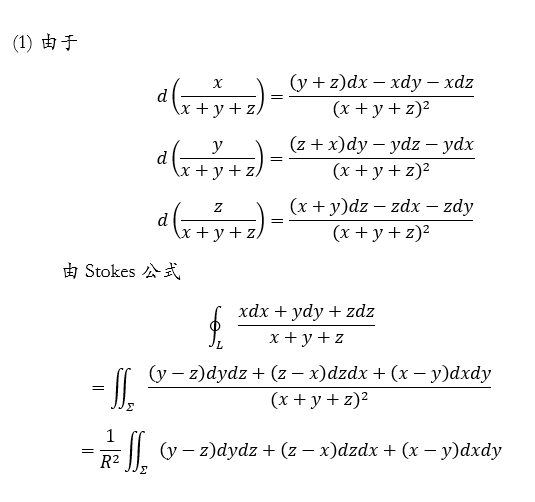 (1) 由于
d(x/(x + y + z)) = ((y + z)dx − xdy − xdz)/(x + y + z)²
d(y/(x + y + z)) = ((z + x)dy − ydz − ydx)/(x + y + z)²
d(z/(x + y + z)) = ((x + y)dz − zdx − zdy)/(x + y + z)²
由 Stokes 公式
∮_L (xdx + ydy + zdz)/(x + y + z)
= ∬_Σ ((y − z)dydz + (z − x)dzdx + (x − y)dxdy)/(x + y + z)²
= 1/R² ∬_Σ (y − z)dydz + (z − x)dzdx + (x − y)dxdy